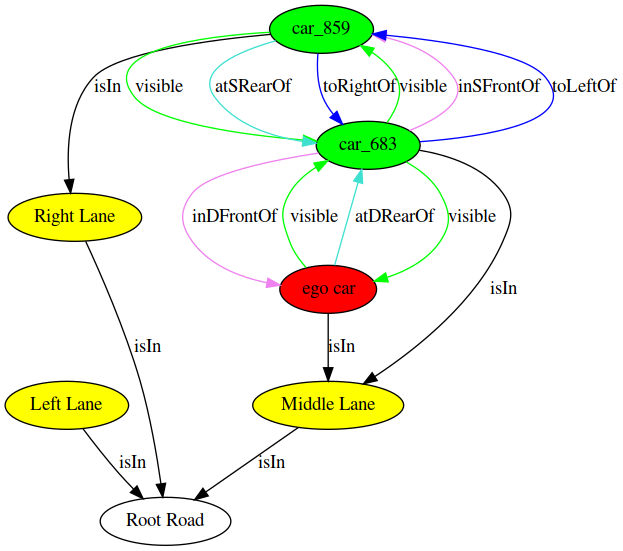 car_859
isIn
visible
atSRearOf
toRightOf
visible
inSFrontOf
toLeftOf
car_683
Right Lane
inDFrontOf
visible
atDRearOf
visible
ego car
isIn
isIn
isIn
Left Lane
Middle Lane
isIn
isIn
Root Road